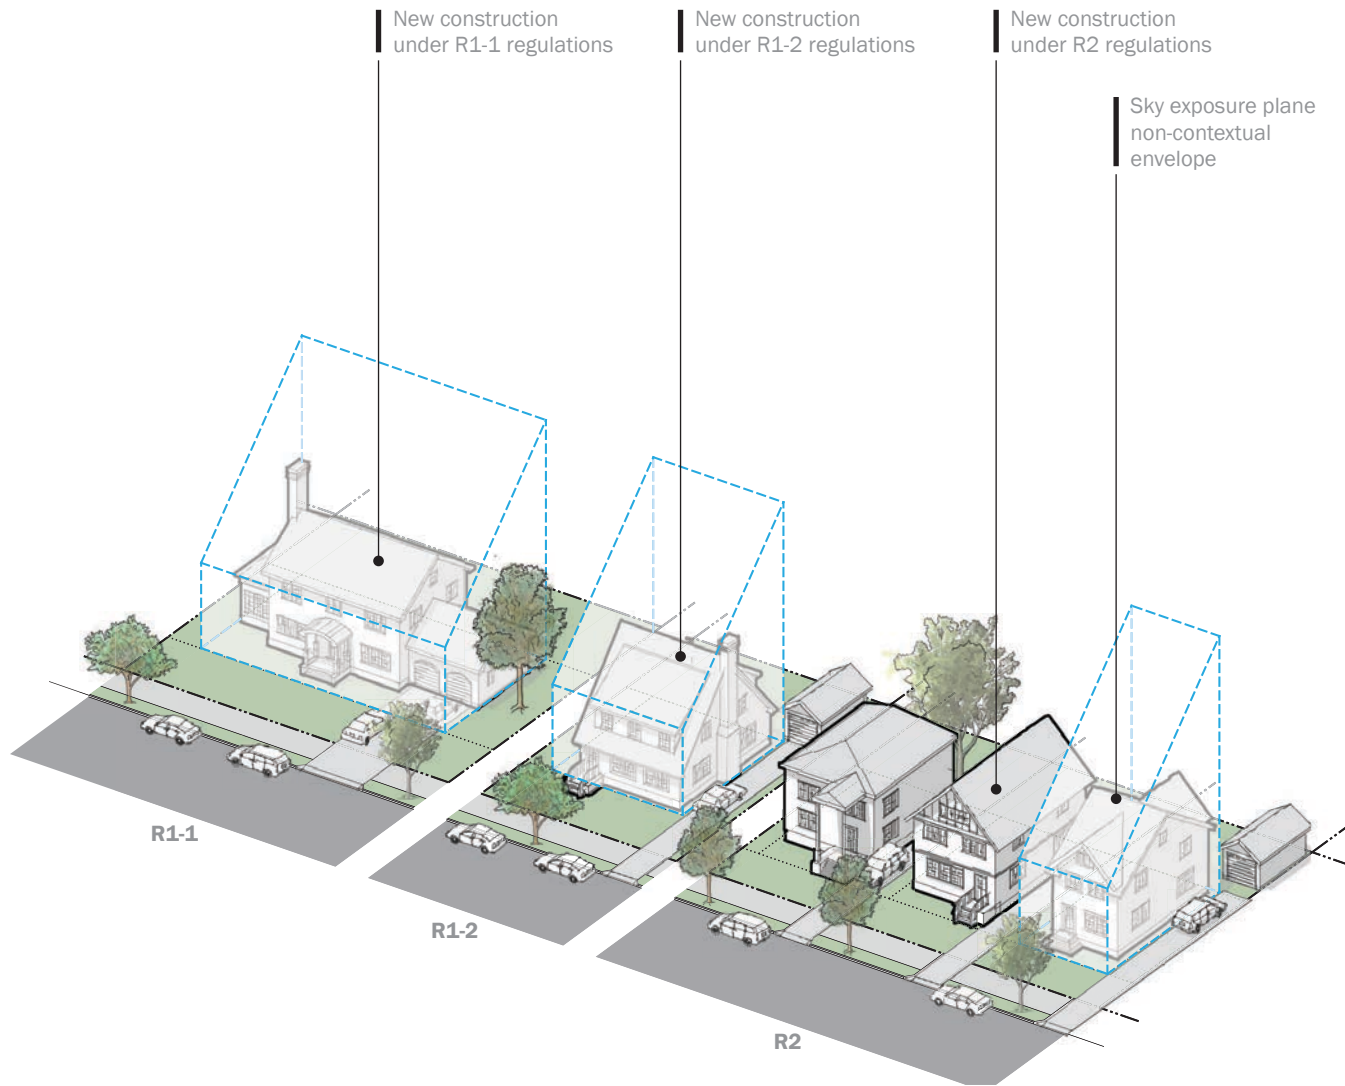 New construction
under R1-1 regulations
New construction
under R1-2 regulations
New construction
under R2 regulations
Sky exposure plane
non-contextual
envelope
R1-1
R1-2
R2